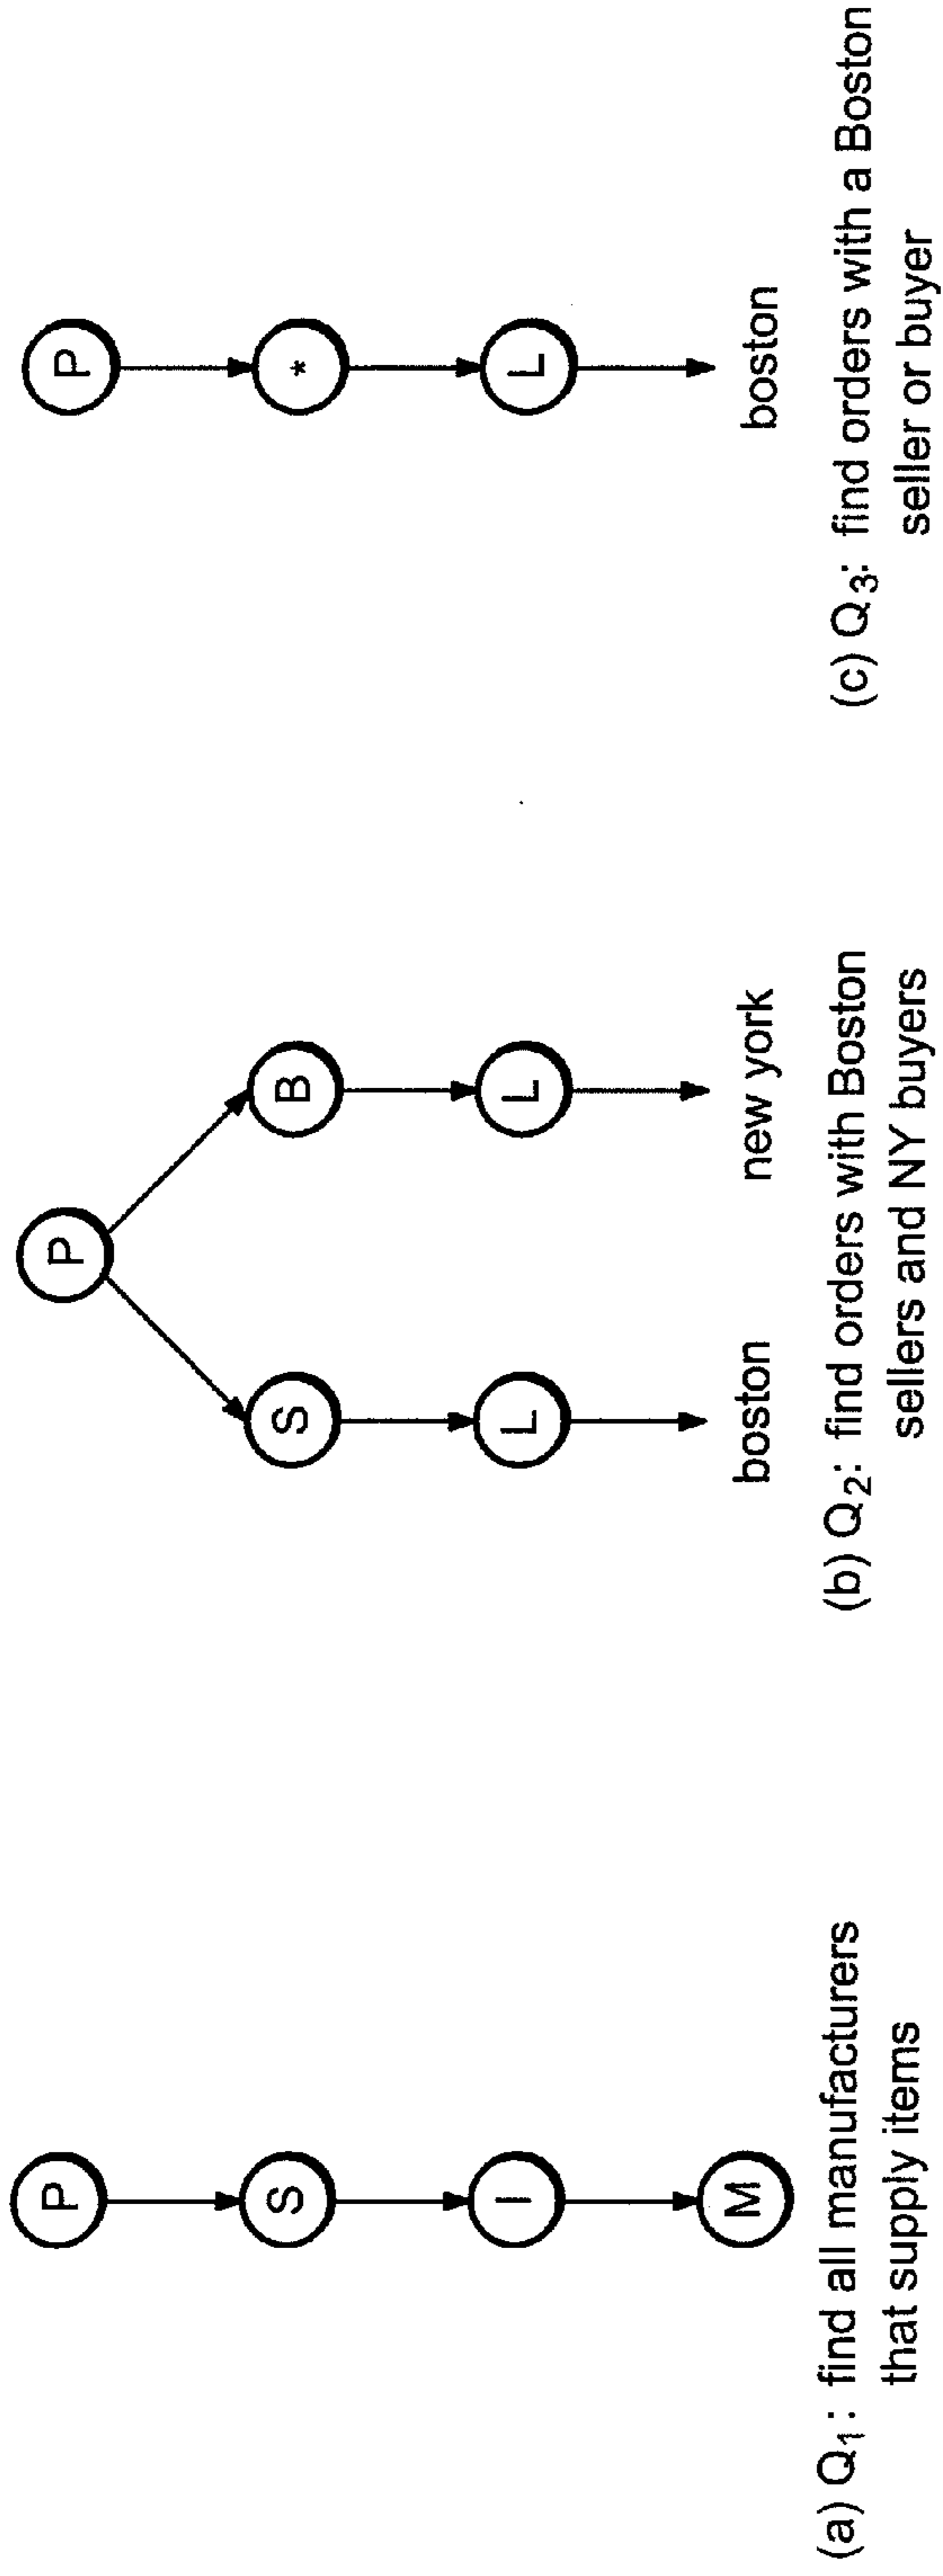 P
S
I
M
(a) Q1: find all manufacturers
that supply items
P
S
B
L
L
boston
new york
(b) Q2: find orders with Boston
sellers and NY buyers
P
*
L
boston
(c) Q3: find orders with a Boston
seller or buyer